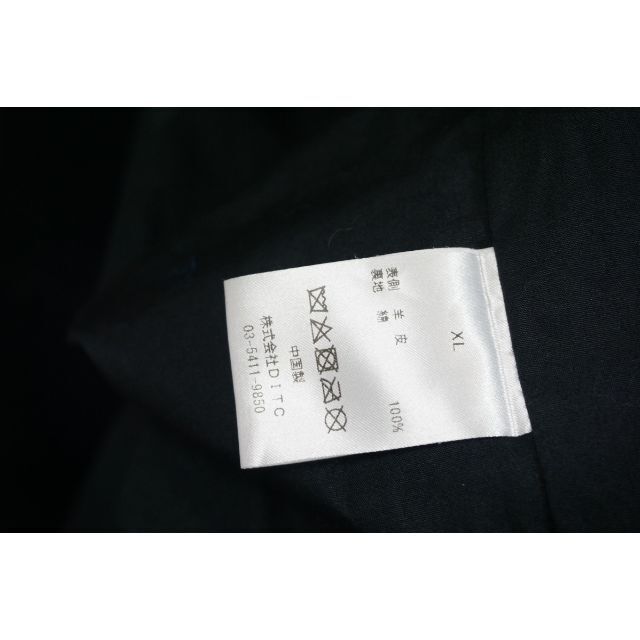 XL
表側 羊 皮
裏地 綿 100%
中国製
株式会社DITC
03-5411-9850